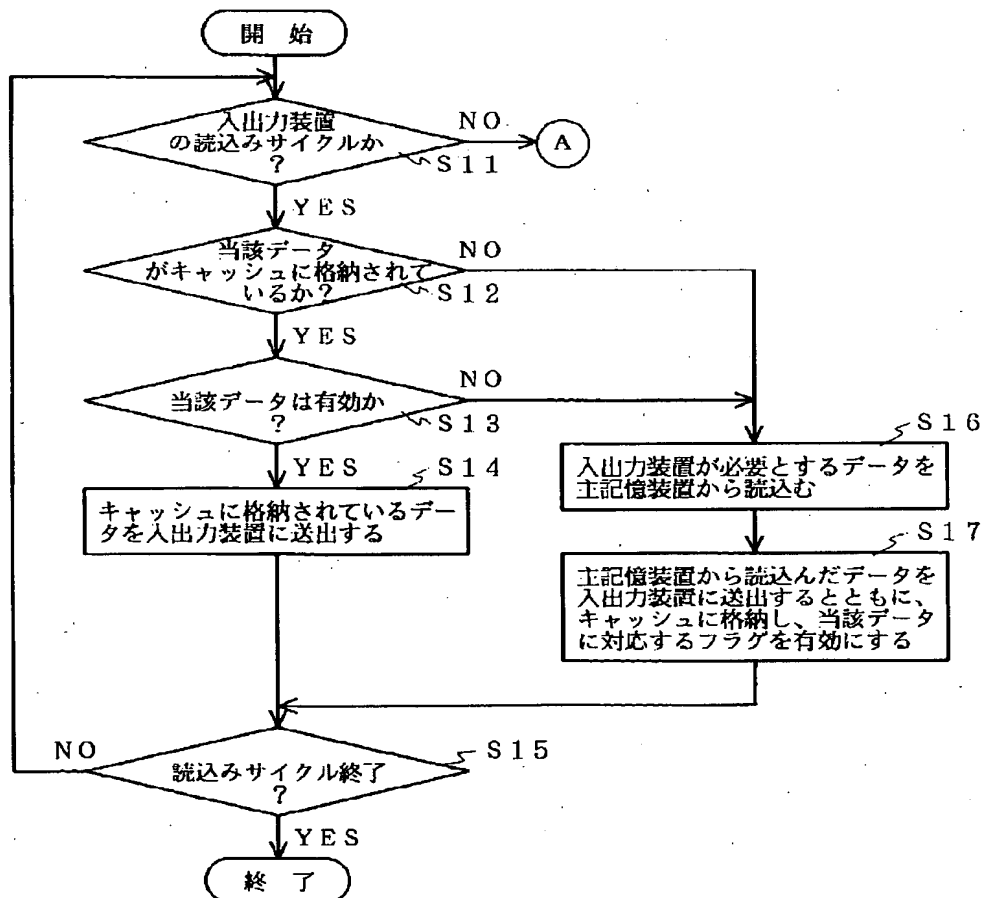 開 始
入出力装置
の読込みサイクルか
?
NO
A
S11
YES
当該データ
がキャッシュに格納されて
いるか?
NO
S12
YES
当該データは有効か
?
NO
S13
YES
S14
キャッシュに格納されているデー
タを入出力装置に送出する
S16
入出力装置が必要とするデータを
主記憶装置から読込む
S17
主記憶装置から読込んだデータを
入出力装置に送出するとともに、
キャッシュに格納し、当該データ
に対応するフラグを有効にする
NO
読込みサイクル終了
?
S15
YES
終 了